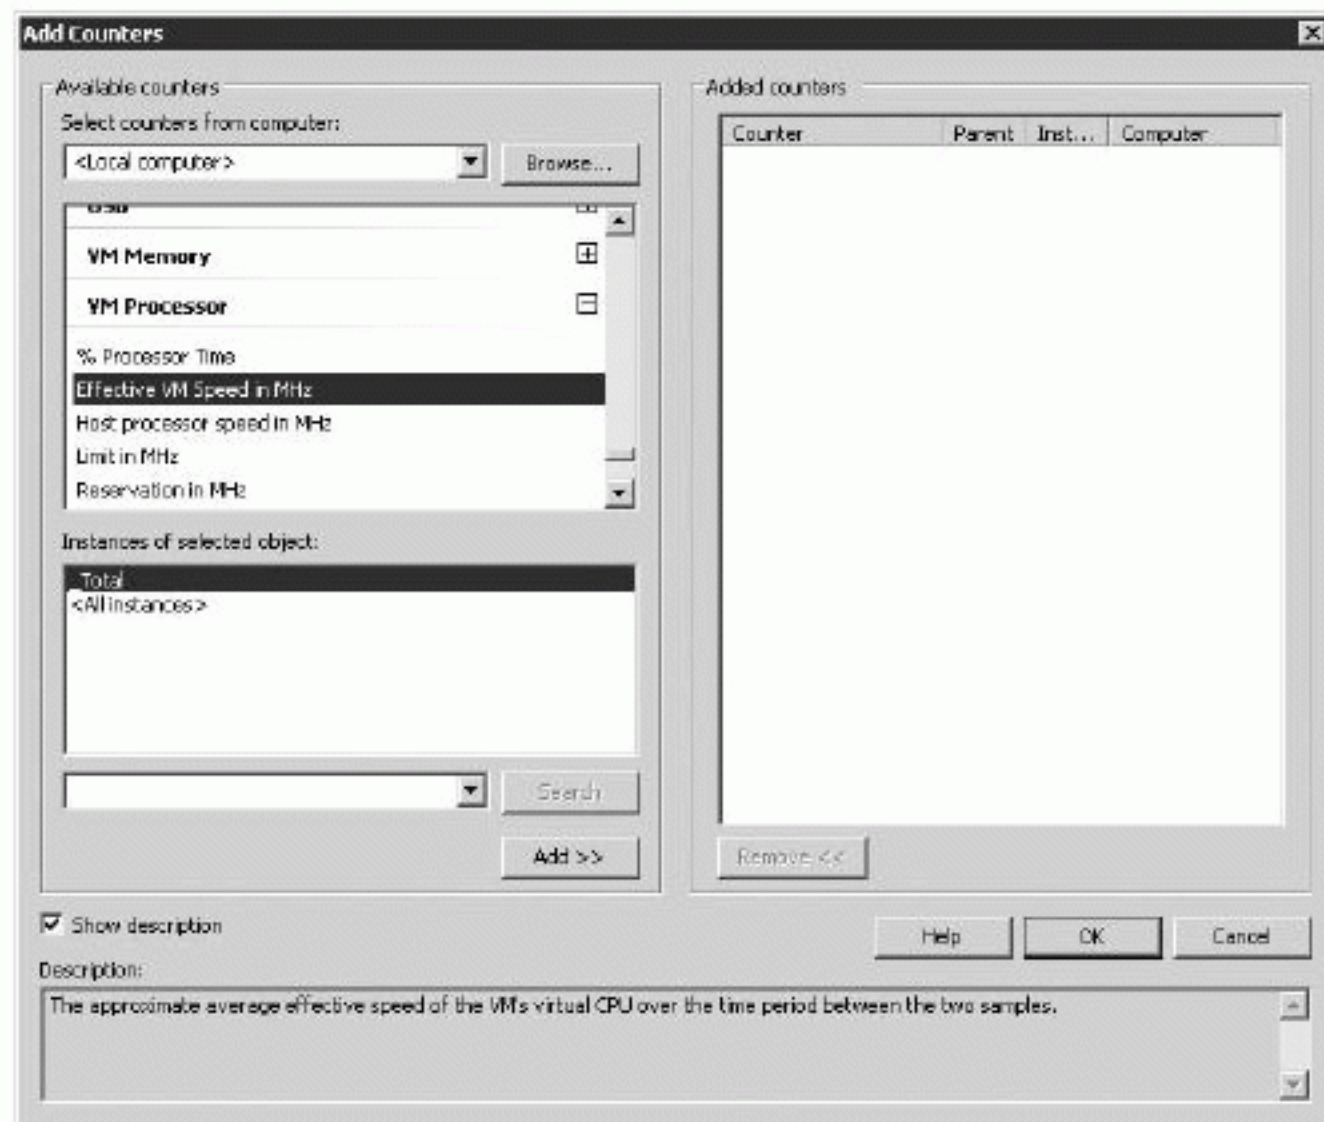 Add Counters
Available counters
Select counters from computer:
<Local computer>
Browse...
VM Memory
VM Processor
% Processor Time
Effective VM Speed in MHz
Host processor speed in MHz
Limit in MHz
Reservation in MHz
Instances of selected object:
_Total
<All instances>
Search
Add >>
Added counters
Counter Parent Inst... Computer
Remove <<
Show description
Help OK Cancel
Description:
The approximate average effective speed of the VM's virtual CPU over the time period between the two samples.